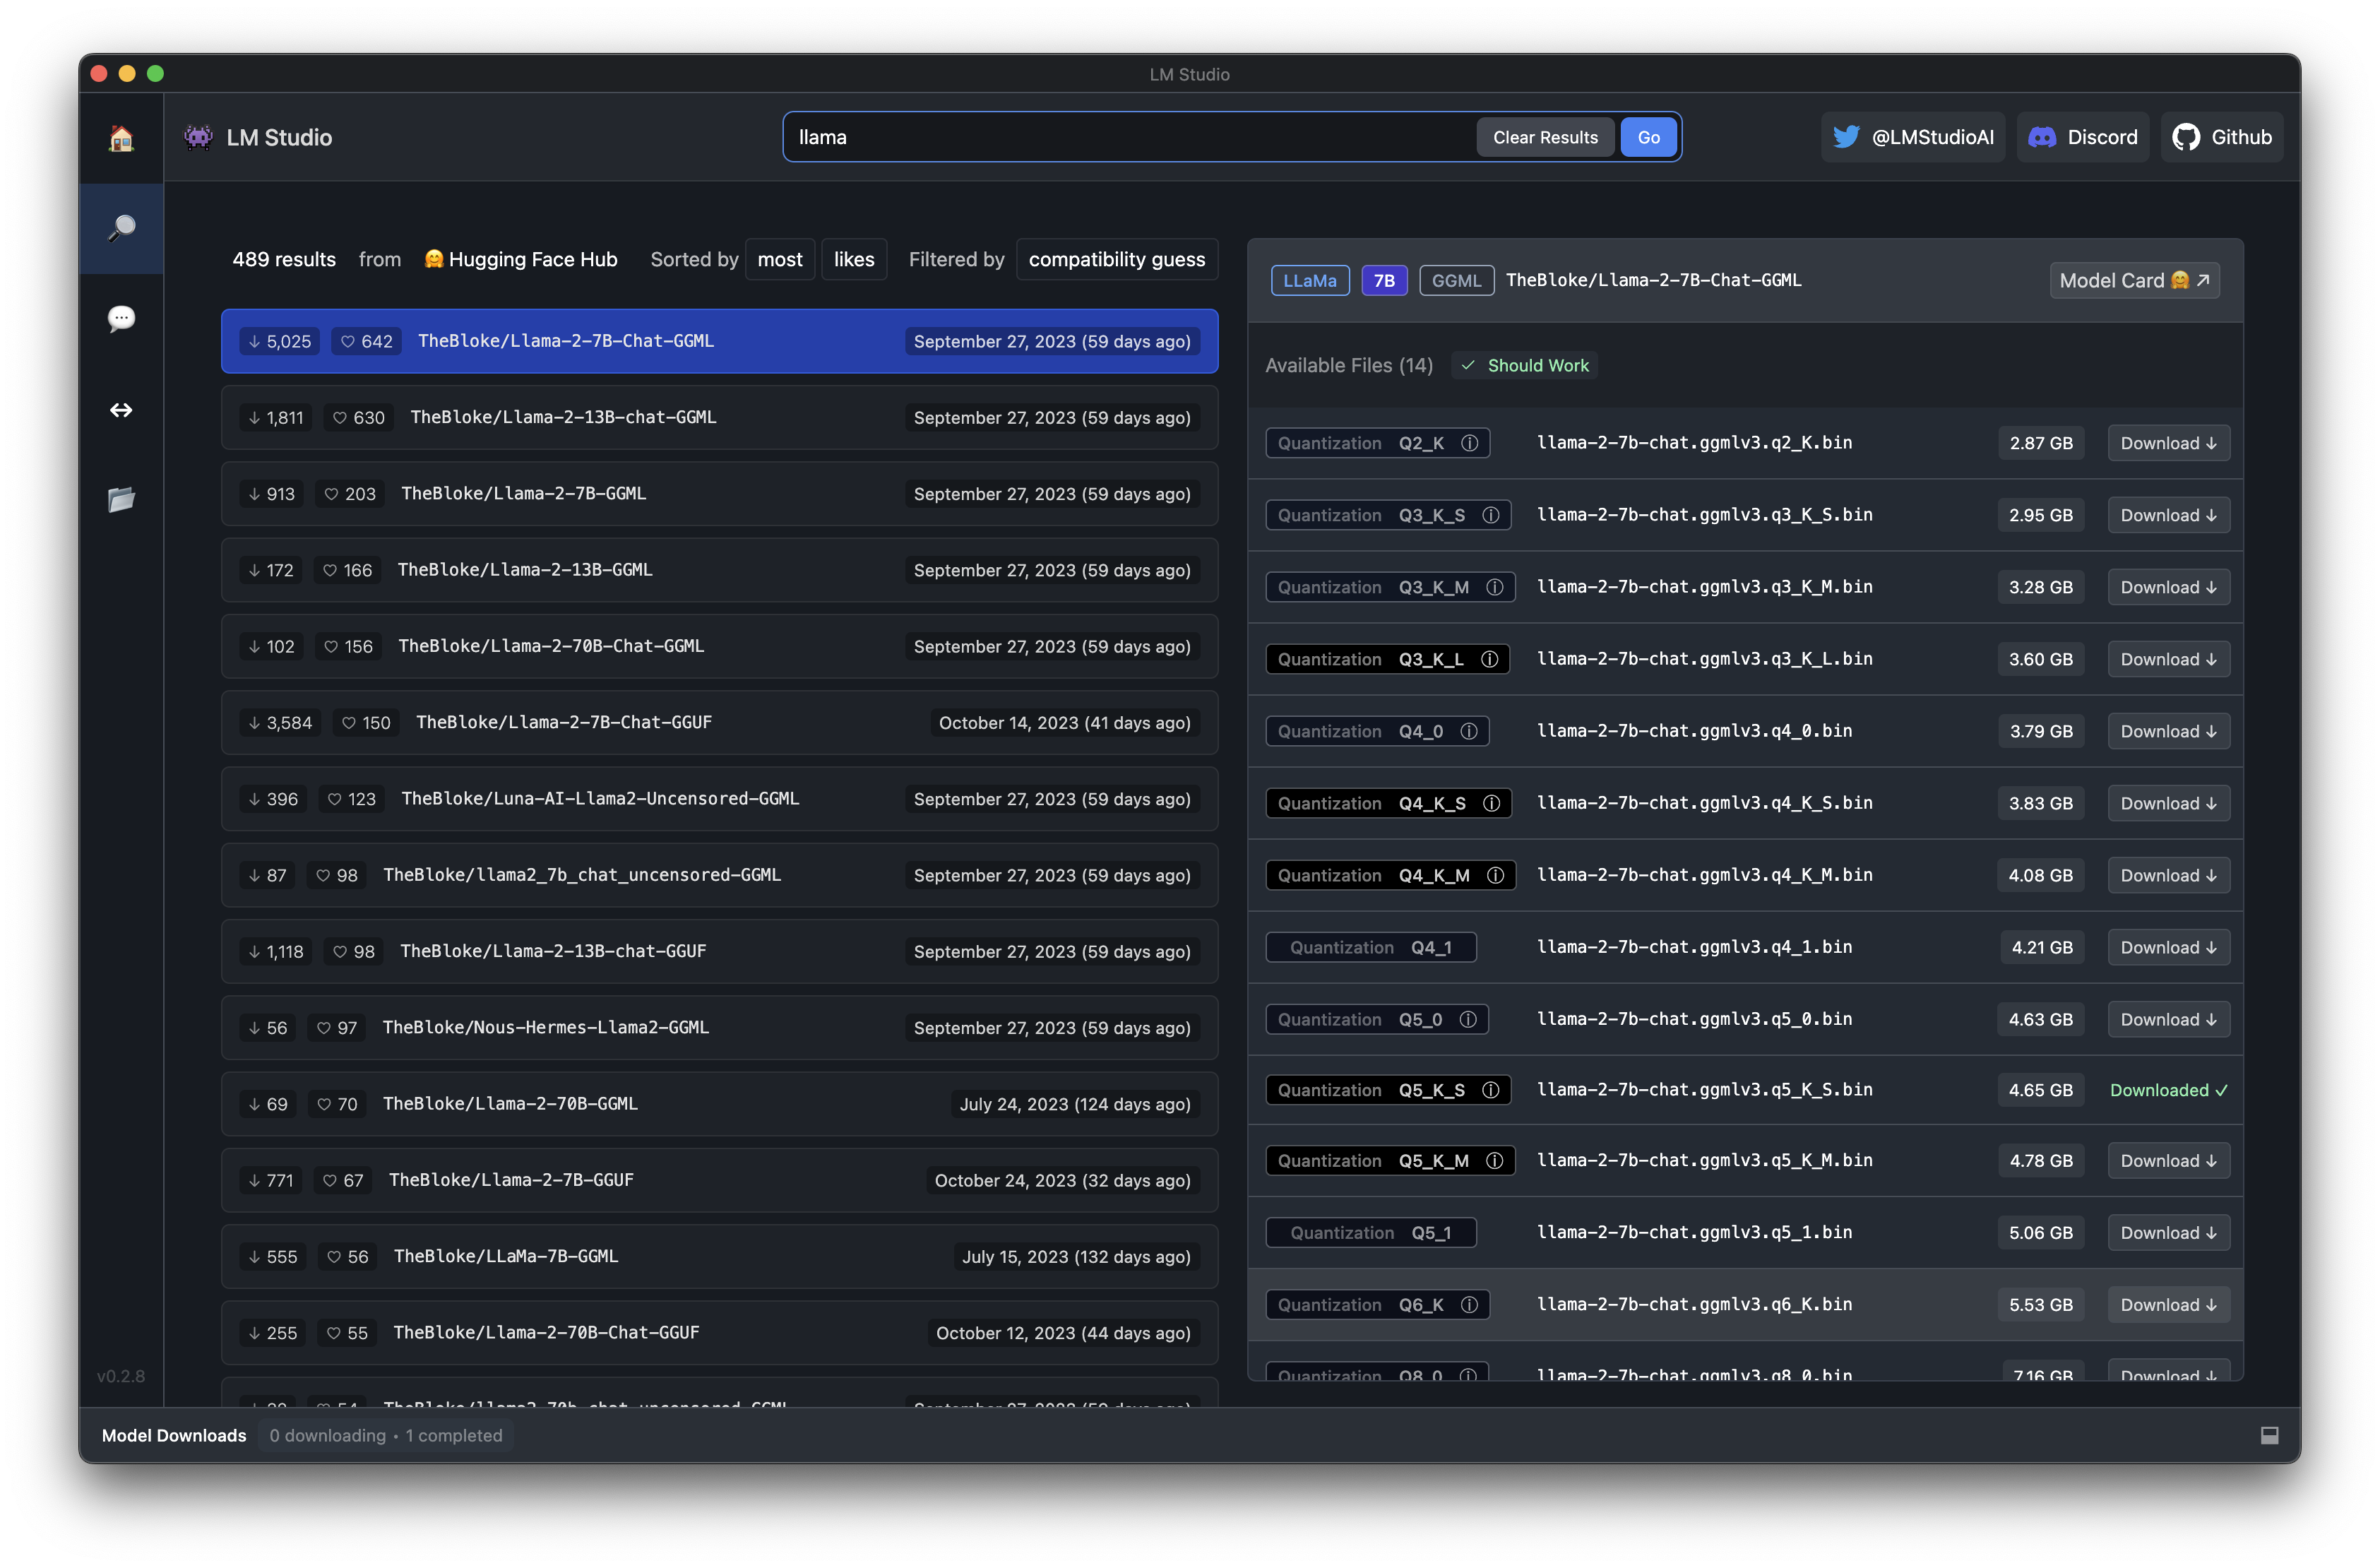 LM Studio
LM Studio
llama
Clear Results
Go
@LMStudioAI
Discord
Github
489 results from Hugging Face Hub Sorted by most likes Filtered by compatibility guess
5,025 642 TheBloke/Llama-2-7B-Chat-GGML September 27, 2023 (59 days ago)
1,811 630 TheBloke/Llama-2-13B-chat-GGML September 27, 2023 (59 days ago)
913 203 TheBloke/Llama-2-7B-GGML September 27, 2023 (59 days ago)
172 166 TheBloke/Llama-2-13B-GGML September 27, 2023 (59 days ago)
102 156 TheBloke/Llama-2-70B-Chat-GGML September 27, 2023 (59 days ago)
3,584 150 TheBloke/Llama-2-7B-Chat-GGUF October 14, 2023 (41 days ago)
396 123 TheBloke/Luna-AI-Llama2-Uncensored-GGML September 27, 2023 (59 days ago)
87 98 TheBloke/llama2_7b_chat_uncensored-GGML September 27, 2023 (59 days ago)
1,118 98 TheBloke/Llama-2-13B-chat-GGUF September 27, 2023 (59 days ago)
56 97 TheBloke/Nous-Hermes-Llama2-GGML September 27, 2023 (59 days ago)
69 70 TheBloke/Llama-2-70B-GGML July 24, 2023 (124 days ago)
771 67 TheBloke/Llama-2-7B-GGUF October 24, 2023 (32 days ago)
555 56 TheBloke/LLaMa-7B-GGML July 15, 2023 (132 days ago)
255 55 TheBloke/Llama-2-70B-Chat-GGUF October 12, 2023 (44 days ago)
TheBloke/llama2_70b_chat_uncensored-GGML September 27, 2023 (59 days ago)
LLaMa 7B GGML TheBloke/Llama-2-7B-Chat-GGML Model Card
Available Files (14) Should Work
Quantization Q2_K llama-2-7b-chat.ggmlv3.q2_K.bin 2.87 GB Download
Quantization Q3_K_S llama-2-7b-chat.ggmlv3.q3_K_S.bin 2.95 GB Download
Quantization Q3_K_M llama-2-7b-chat.ggmlv3.q3_K_M.bin 3.28 GB Download
Quantization Q3_K_L llama-2-7b-chat.ggmlv3.q3_K_L.bin 3.60 GB Download
Quantization Q4_0 llama-2-7b-chat.ggmlv3.q4_0.bin 3.79 GB Download
Quantization Q4_K_S llama-2-7b-chat.ggmlv3.q4_K_S.bin 3.83 GB Download
Quantization Q4_K_M llama-2-7b-chat.ggmlv3.q4_K_M.bin 4.08 GB Download
Quantization Q4_1 llama-2-7b-chat.ggmlv3.q4_1.bin 4.21 GB Download
Quantization Q5_0 llama-2-7b-chat.ggmlv3.q5_0.bin 4.63 GB Download
Quantization Q5_K_S llama-2-7b-chat.ggmlv3.q5_K_S.bin 4.65 GB Downloaded
Quantization Q5_K_M llama-2-7b-chat.ggmlv3.q5_K_M.bin 4.78 GB Download
Quantization Q5_1 llama-2-7b-chat.ggmlv3.q5_1.bin 5.06 GB Download
Quantization Q6_K llama-2-7b-chat.ggmlv3.q6_K.bin 5.53 GB Download
Quantization Q8_0 llama-2-7b-chat.ggmlv3.q8_0.bin 7.16 GB Download
v0.2.8
Model Downloads 0 downloading • 1 completed